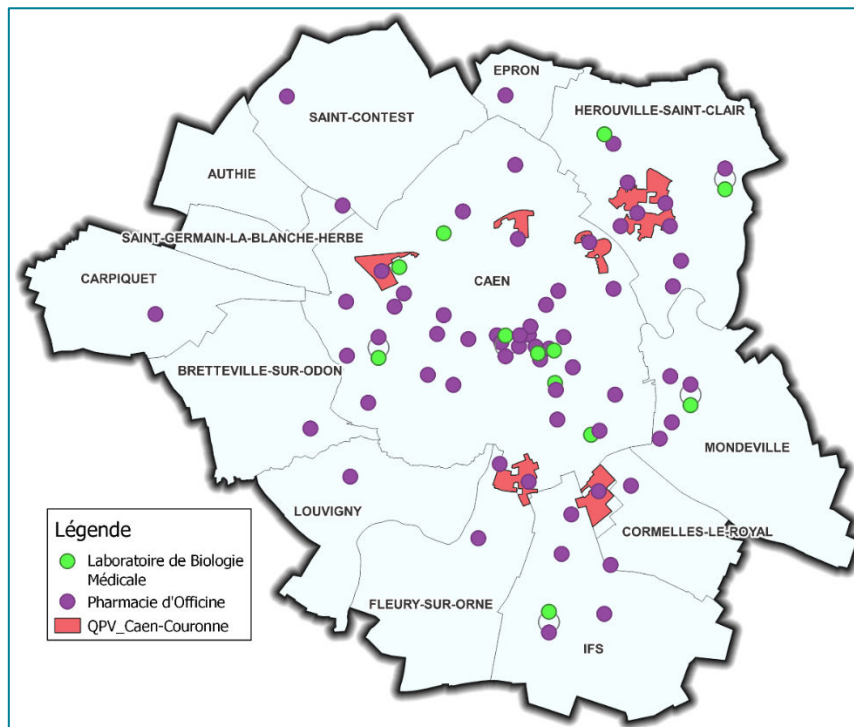 EPRON
SAINT-CONTEST
HEROUVILLE-SAINT-CLAIR
AUTHIE
SAINT-GERMAIN-LA-BLANCHE-HERBE
CARPIQUET
CAEN
BRETTEVILLE-SUR-ODON
MONDEVILLE
LOUVIGNY
CORMELLES-LE-ROYAL
FLEURY-SUR-ORNE
IFS
Légende
Laboratoire de Biologie
Médicale
Pharmacie d'Officine
QPV_Caen-Couronne